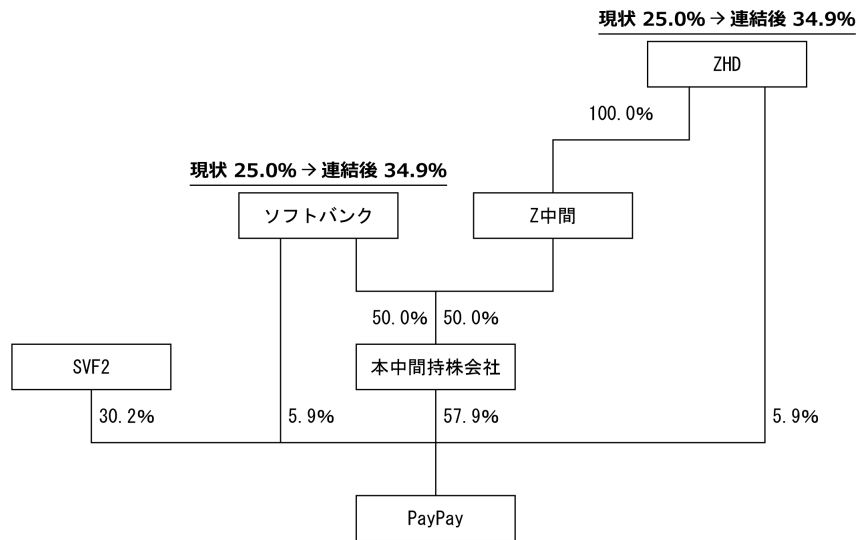 現状 25.0% → 連結後 34.9%
ZHD
100.0%
現状 25.0% → 連結後 34.9%
ソフトバンク
Z中間
50.0% 50.0%
SVF2
本中間持株会社
30.2% 5.9% 57.9% 5.9%
PayPay